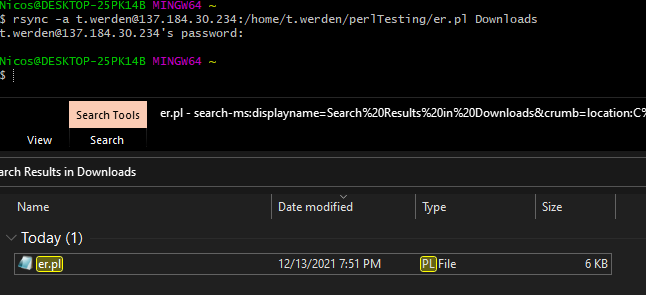 Nicos@DESKTOP-25PK14B MINGW64 ~
$ rsync -a t.werden@137.184.30.234:/home/t.werden/perlTesting/er.pl Downloads
t.werden@137.184.30.234's password:
Nicos@DESKTOP-25PK14B MINGW64 ~
$
Search Tools er.pl - search-ms:displayname=Search%20Results%20in%20Downloads&crumb=location:C%
View Search
arch Results in Downloads
Name Date modified Type Size
Today (1)
er.pl 12/13/2021 7:51 PM PL File 6 KB